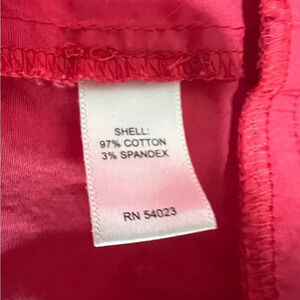 SHELL:
97% COTTON
3% SPANDEX
RN 54023